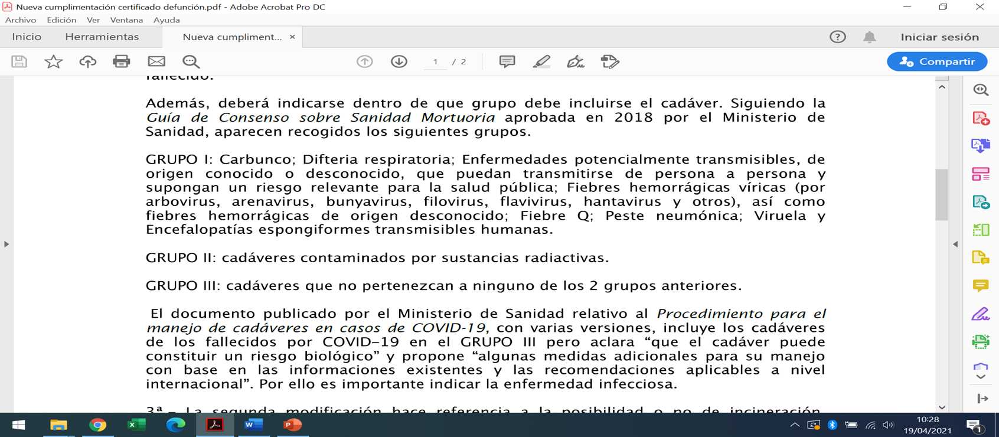 Nueva cumplimentación certificado defunción.pdf - Adobe Acrobat Pro DC
Archivo Edición Ver Ventana Ayuda
Inicio Herramientas Nueva cumpliment... ×
? Iniciar sesión
1 / 2
Compartir
fallecido.
Además, deberá indicarse dentro de que grupo debe incluirse el cadáver. Siguiendo la
Guía de Consenso sobre Sanidad Mortuoria aprobada en 2018 por el Ministerio de
Sanidad, aparecen recogidos los siguientes grupos.
GRUPO I: Carbunco; Difteria respiratoria; Enfermedades potencialmente transmisibles, de
origen conocido o desconocido, que puedan transmitirse de persona a persona y
supongan un riesgo relevante para la salud pública; Fiebres hemorrágicas víricas (por
arbovirus, arenavirus, bunyavirus, filovirus, flavivirus, hantavirus y otros), así como
fiebres hemorrágicas de origen desconocido; Fiebre Q; Peste neumónica; Viruela y
Encefalopatías espongiformes transmisibles humanas.
GRUPO II: cadáveres contaminados por sustancias radiactivas.
GRUPO III: cadáveres que no pertenezcan a ninguno de los 2 grupos anteriores.
El documento publicado por el Ministerio de Sanidad relativo al Procedimiento para el
manejo de cadáveres en casos de COVID-19, con varias versiones, incluye los cadáveres
de los fallecidos por COVID-19 en el GRUPO III pero aclara “que el cadáver puede
constituir un riesgo biológico” y propone “algunas medidas adicionales para su manejo
con base en las informaciones existentes y las recomendaciones aplicables a nivel
internacional”. Por ello es importante indicar la enfermedad infecciosa.
3ª.- La segunda modificación hace referencia a la posibilidad o no de incineración.
10:28
19/04/2021
1